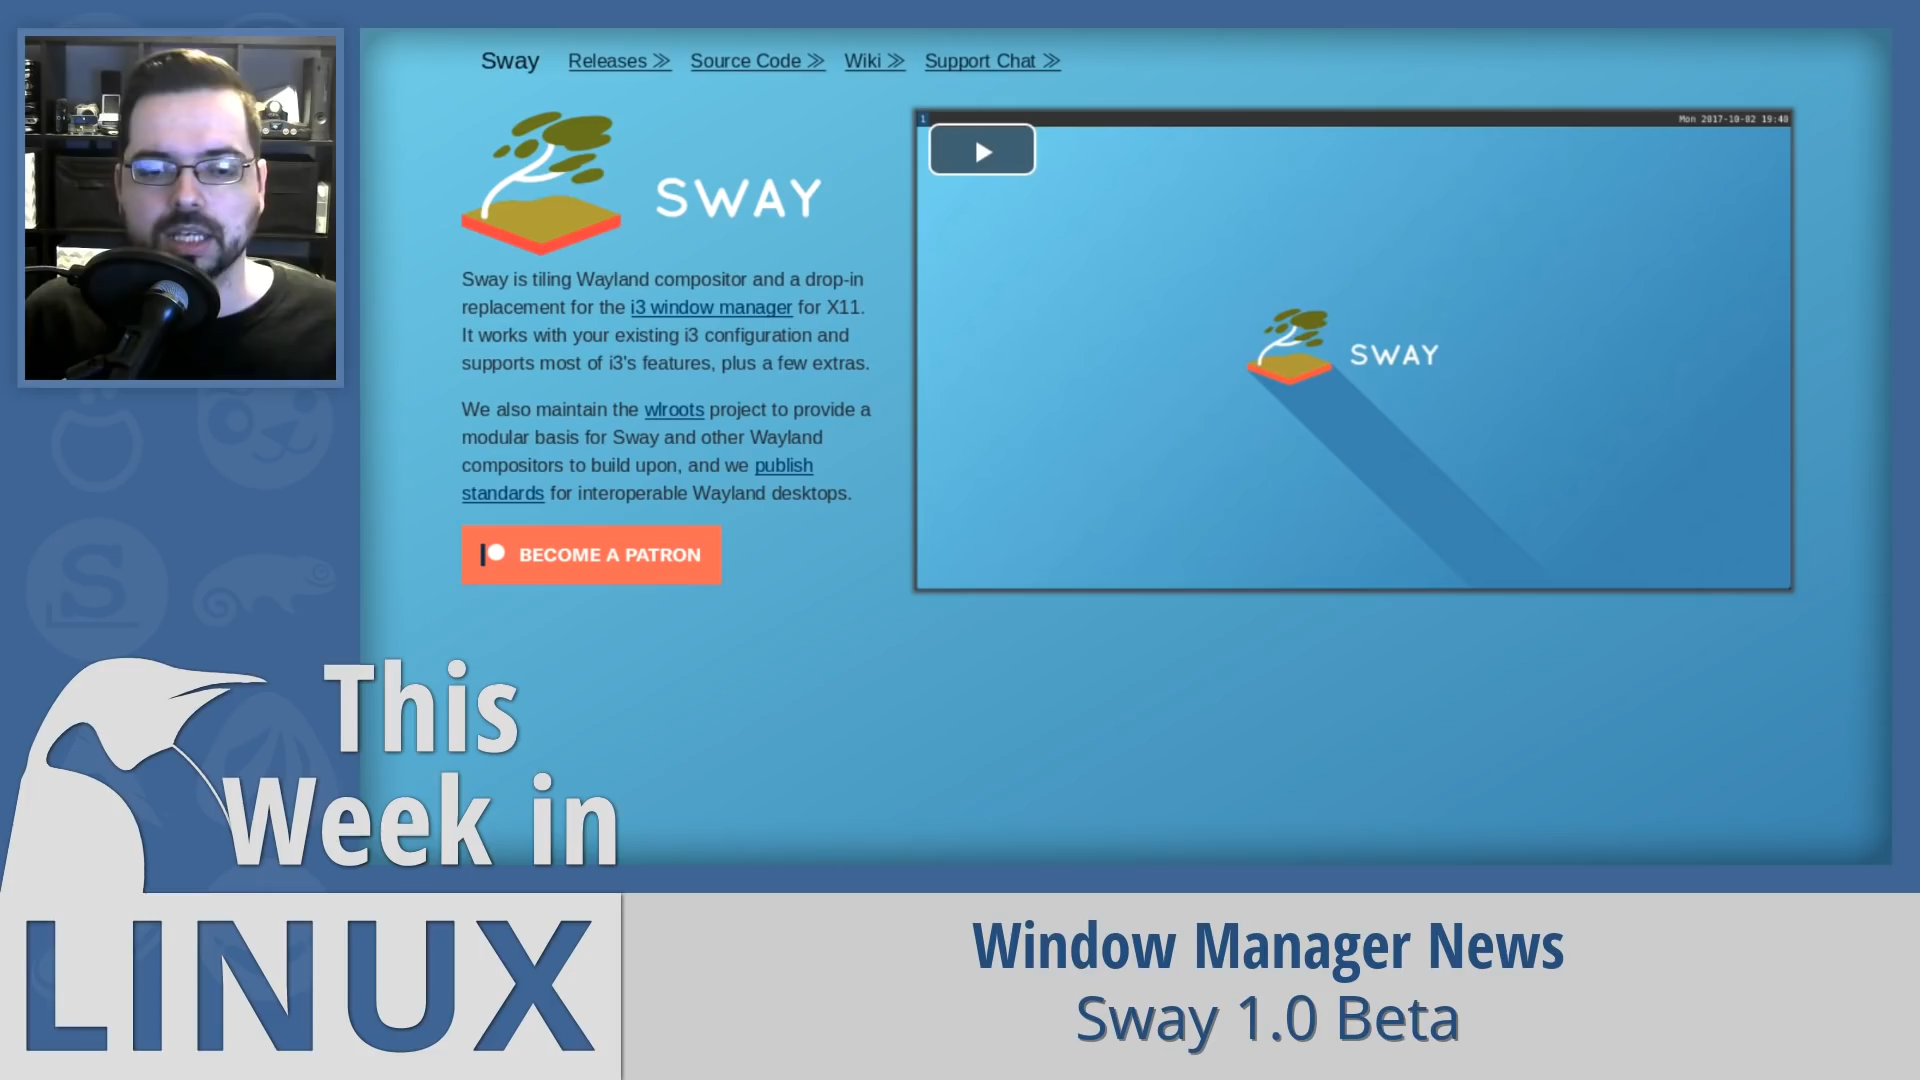 Sway Releases ≫ Source Code ≫ Wiki ≫ Support Chat ≫
SWAY
1
Mon 2017-10-02 19:40
SWAY
Sway is tiling Wayland compositor and a drop-in
replacement for the i3 window manager for X11.
It works with your existing i3 configuration and
supports most of i3's features, plus a few extras.
We also maintain the wlroots project to provide a
modular basis for Sway and other Wayland
compositors to build upon, and we publish
standards for interoperable Wayland desktops.
BECOME A PATRON
This
Week in
LINUX
Window Manager News
Sway 1.0 Beta